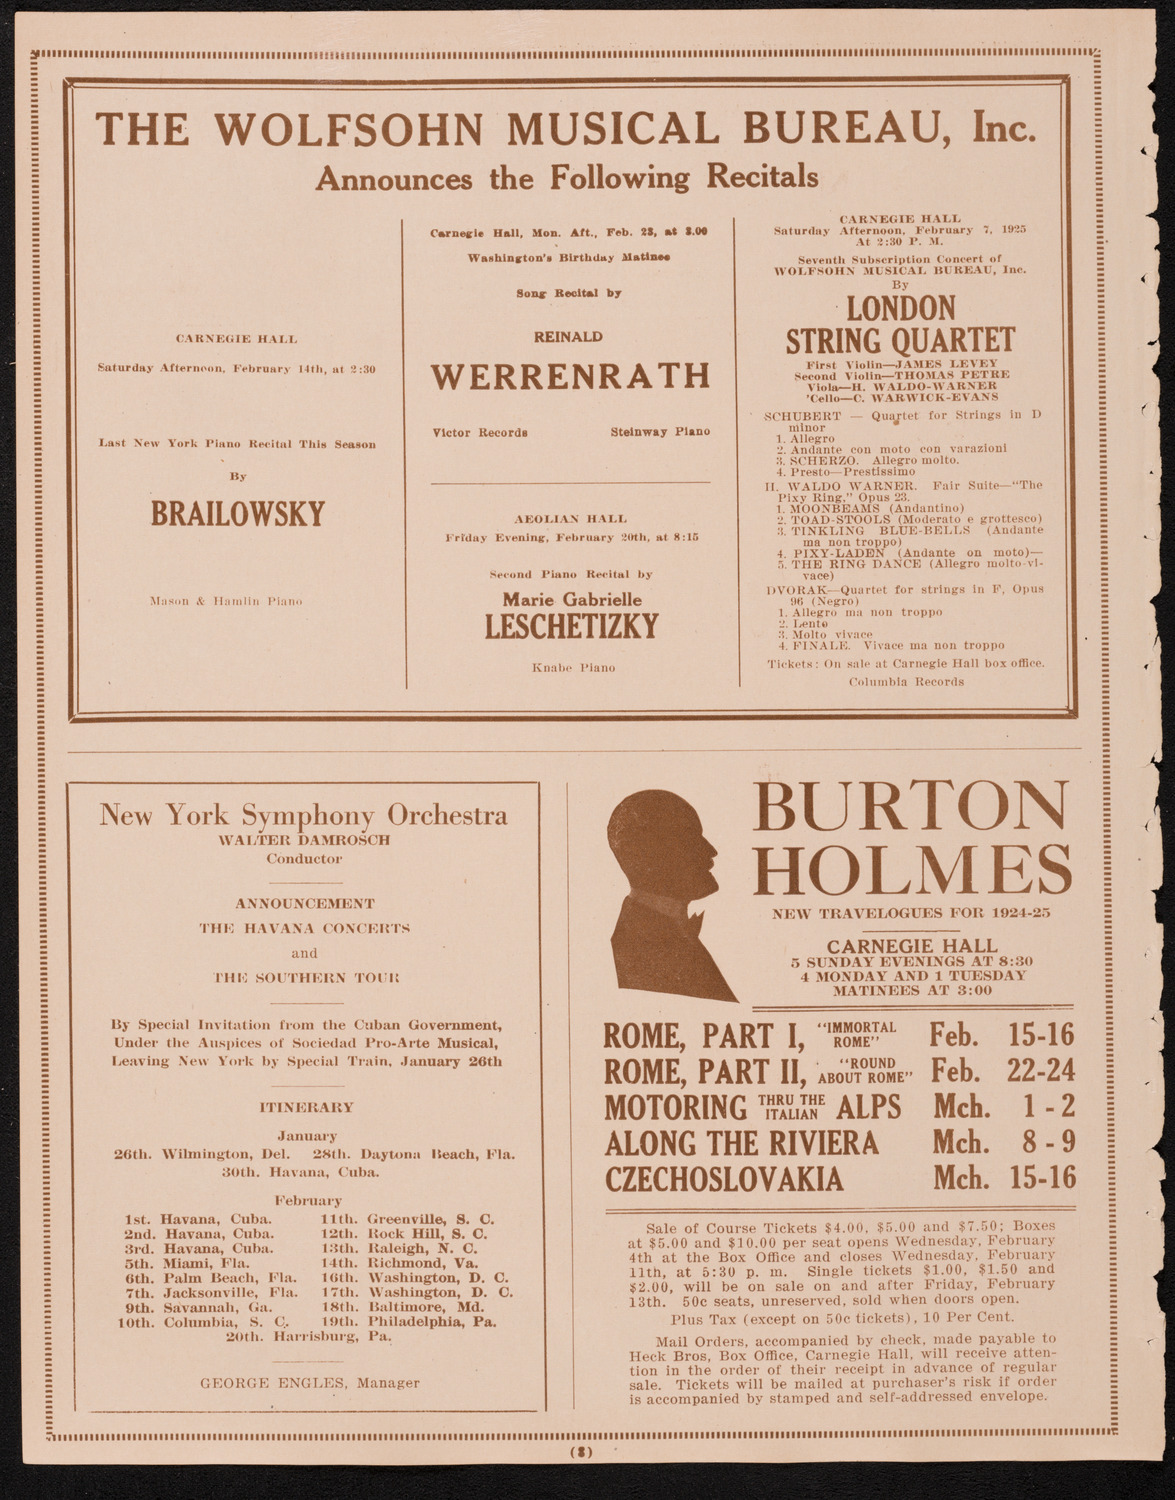 THE WOLFSOHN MUSICAL BUREAU, Inc.
Announces the Following Recitals
CARNEGIE HALL
Saturday Afternoon, February 14th, at 2:30
Last New York Piano Recital This Season
By
BRAILOWSKY
Mason & Hamlin Piano
Carnegie Hall, Mon. Aft., Feb. 23, at 3.00
Washington's Birthday Matinee
Song Recital by
REINALD
WERRENRATH
Victor Records Steinway Piano
AEOLIAN HALL
Friday Evening, February 20th, at 8:15
Second Piano Recital by
Marie Gabrielle
LESCHETIZKY
Knabe Piano
CARNEGIE HALL
Saturday Afternoon, February 7, 1925
At 2:30 P. M.
Seventh Subscription Concert of
WOLFSOHN MUSICAL BUREAU, Inc.
By
LONDON
STRING QUARTET
First Violin—JAMES LEVEY
Second Violin—THOMAS PETRE
Viola—H. WALDO-WARNER
'Cello—C. WARWICK-EVANS
SCHUBERT — Quartet for Strings in D
minor
1. Allegro
2. Andante con moto con varazioni
3. SCHERZO. Allegro molto.
4. Presto—Prestissimo
H. WALDO WARNER. Fair Suite—"The
Pixy Ring," Opus 23.
1. MOONBEAMS (Andantino)
2. TOAD-STOOLS (Moderato e grottesco)
3. TINKLING BLUE-BELLS (Andante
ma non troppo)
4. PIXY-LADEN (Andante on moto)—
5. THE RING DANCE (Allegro molto-vi-
vace)
DVORAK—Quartet for strings in F, Opus
96 (Negro)
1. Allegro ma non troppo
2. Lento
3. Molto vivace
4. FINALE. Vivace ma non troppo
Tickets: On sale at Carnegie Hall box office.
Columbia Records
New York Symphony Orchestra
WALTER DAMROSCH
Conductor
ANNOUNCEMENT
THE HAVANA CONCERTS
and
THE SOUTHERN TOUR
By Special Invitation from the Cuban Government,
Under the Auspices of Sociedad Pro-Arte Musical,
Leaving New York by Special Train, January 26th
ITINERARY
January
26th. Wilmington, Del. 28th. Daytona Beach, Fla.
30th. Havana, Cuba.
February
1st. Havana, Cuba. 11th. Greenville, S. C.
2nd. Havana, Cuba. 12th. Rock Hill, S. C.
3rd. Havana, Cuba. 13th. Raleigh, N. C.
5th. Miami, Fla. 14th. Richmond, Va.
6th. Palm Beach, Fla. 16th. Washington, D. C.
7th. Jacksonville, Fla. 17th. Washington, D. C.
9th. Savannah, Ga. 18th. Baltimore, Md.
10th. Columbia, S. C. 19th. Philadelphia, Pa.
20th. Harrisburg, Pa.
GEORGE ENGLES, Manager
BURTON
HOLMES
NEW TRAVELOGUES FOR 1924-25
CARNEGIE HALL
5 SUNDAY EVENINGS AT 8:30
4 MONDAY AND 1 TUESDAY
MATINEES AT 3:00
ROME, PART I, "IMMORTAL ROME" Feb. 15-16
ROME, PART II, "ROUND ABOUT ROME" Feb. 22-24
MOTORING THRU THE ITALIAN ALPS Mch. 1 - 2
ALONG THE RIVIERA Mch. 8 - 9
CZECHOSLOVAKIA Mch. 15-16
Sale of Course Tickets $4.00, $5.00 and $7.50; Boxes
at $5.00 and $10.00 per seat opens Wednesday, February
4th at the Box Office and closes Wednesday, February
11th, at 5:30 p. m. Single tickets $1.00, $1.50 and
$2.00, will be on sale on and after Friday, February
13th. 50c seats, unreserved, sold when doors open.
Plus Tax (except on 50c tickets), 10 Per Cent.
Mail Orders, accompanied by check, made payable to
Heck Bros, Box Office, Carnegie Hall, will receive atten-
tion in the order of their receipt in advance of regular
sale. Tickets will be mailed at purchaser's risk if order
is accompanied by stamped and self-addressed envelope.
(8)